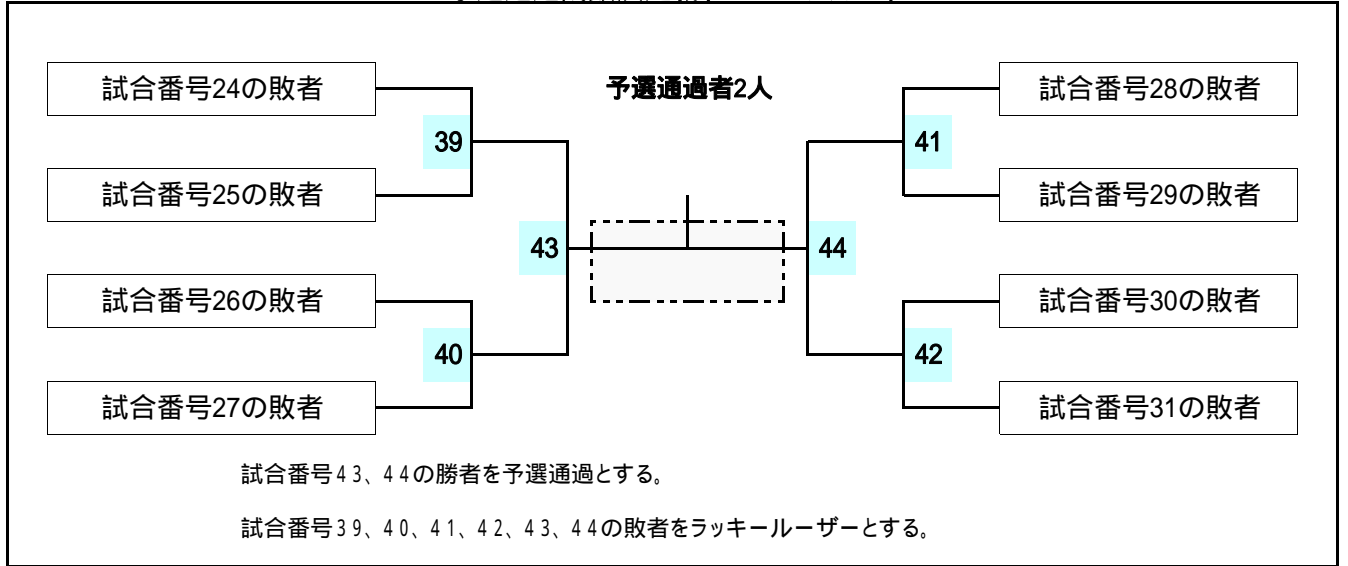 試合番号24の敗者
予選通過者2人
試合番号28の敗者
39
41
試合番号25の敗者
試合番号29の敗者
43
44
試合番号26の敗者
試合番号30の敗者
40
42
試合番号27の敗者
試合番号31の敗者
試合番号43、44の勝者を予選通過とする。
試合番号39、40、41、42、43、44の敗者をラッキールーザーとする。